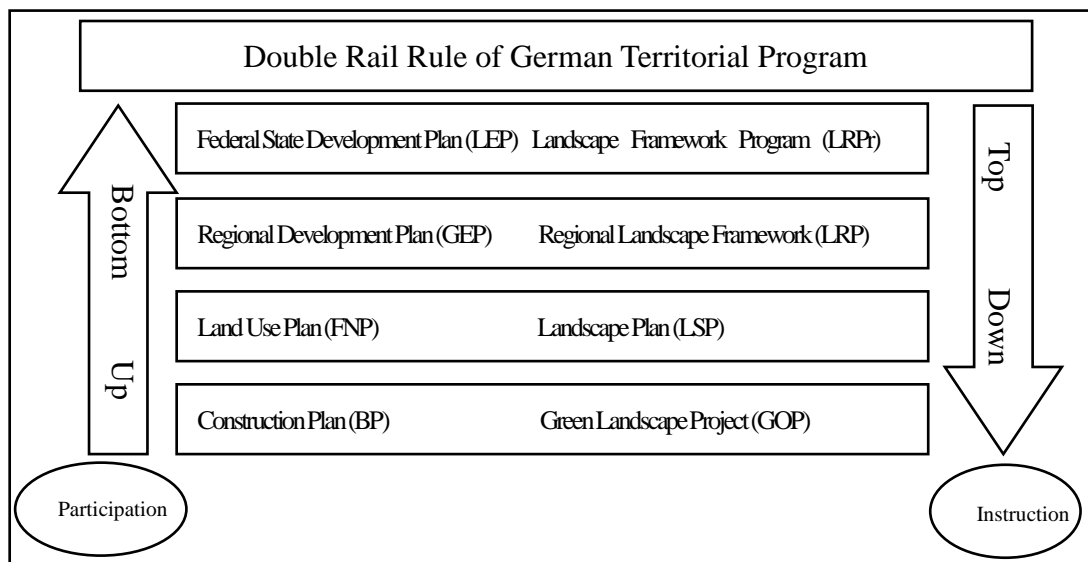 Double Rail Rule of German Territorial Program
Federal State Development Plan (LEP) Landscape Framework Program (LRPr)
Regional Development Plan (GEP) Regional Landscape Framework (LRP)
Land Use Plan (FNP) Landscape Plan (LSP)
Construction Plan (BP) Green Landscape Project (GOP)
Bottom Up
Top Down
Participation
Instruction